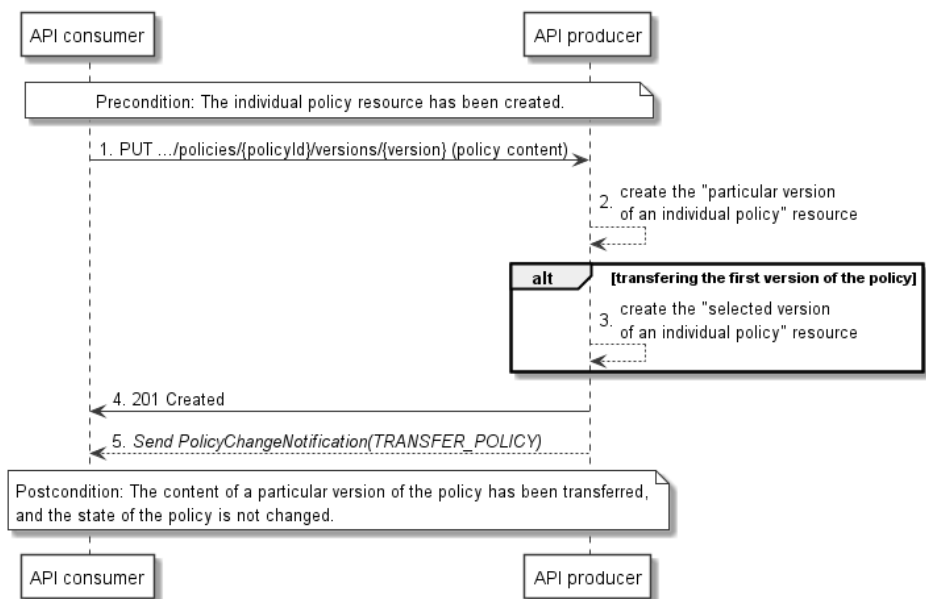 API consumer
API producer
Precondition: The individual policy resource has been created.
1. PUT .../policies/{policyId}/versions/{version} (policy content)
2. create the "particular version
of an individual policy" resource
alt
[transfering the first version of the policy]
3. create the "selected version
of an individual policy" resource
4. 201 Created
5. Send PolicyChangeNotification(TRANSFER_POLICY)
Postcondition: The content of a particular version of the policy has been transferred,
and the state of the policy is not changed.
API consumer
API producer